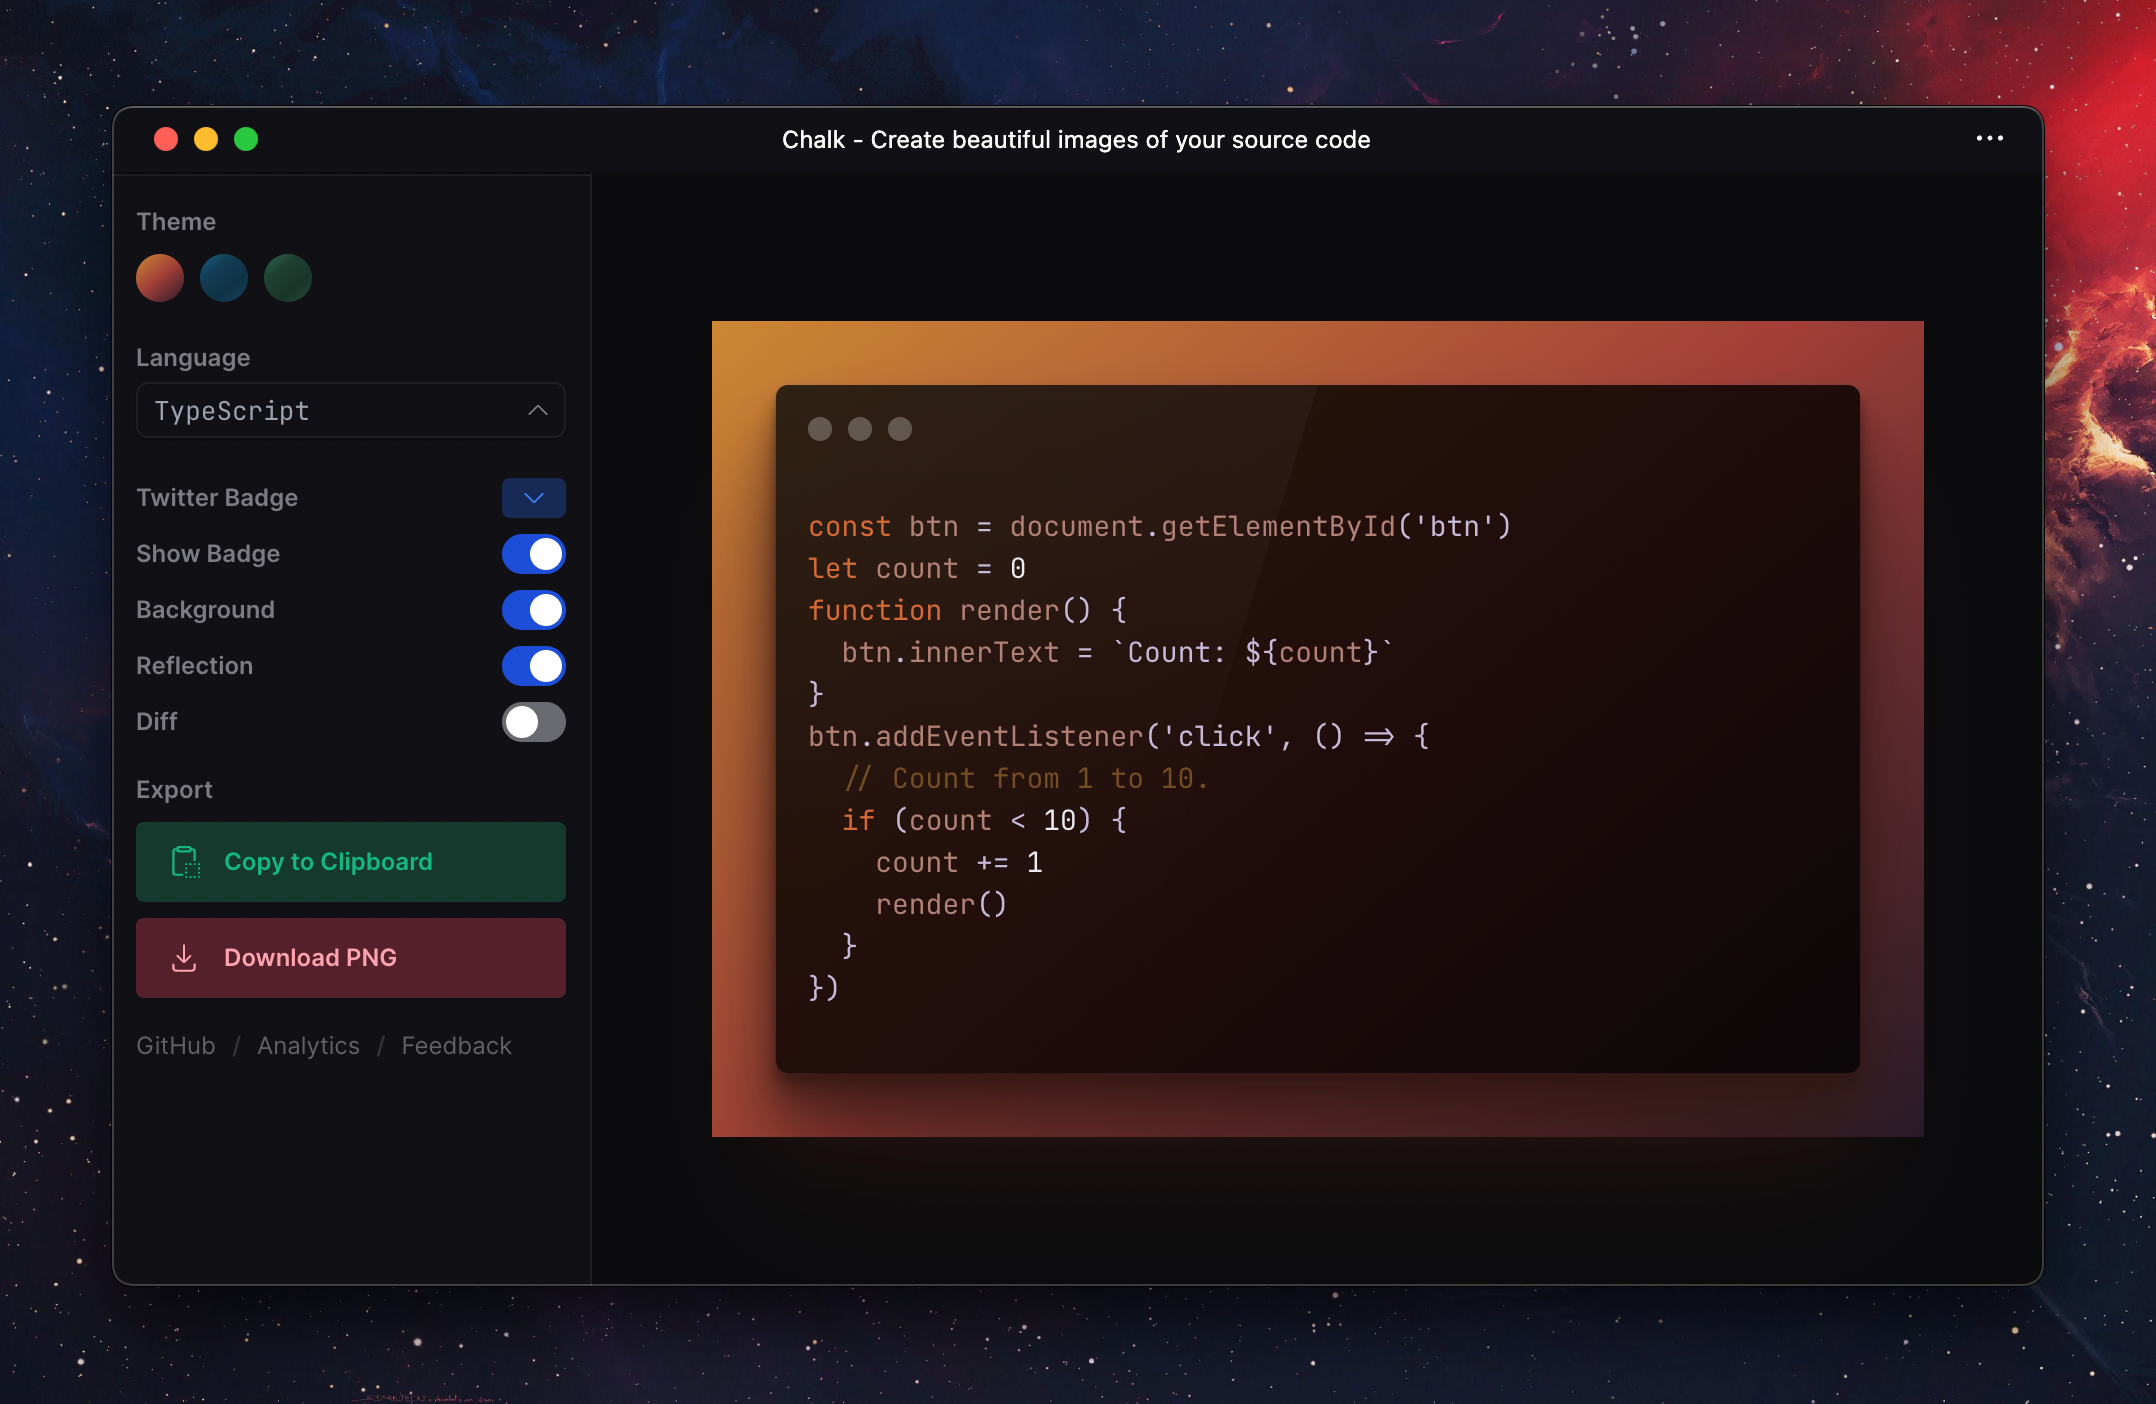 Chalk - Create beautiful images of your source code
Theme
Language
TypeScript
Twitter Badge
Show Badge
Background
Reflection
Diff
Export
Copy to Clipboard
Download PNG
GitHub / Analytics / Feedback
const btn = document.getElementById('btn')
let count = 0
function render() {
  btn.innerText = `Count: ${count}`
}
btn.addEventListener('click', () => {
  // Count from 1 to 10.
  if (count < 10) {
    count += 1
    render()
  }
})